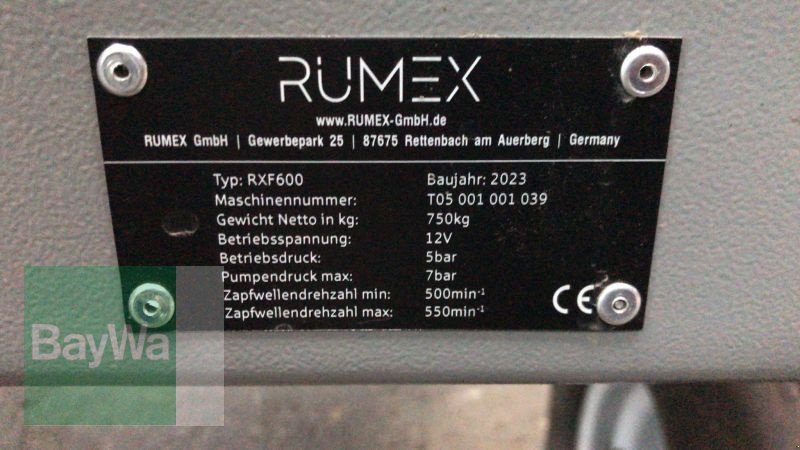 RUMEX
www.RUMEX-GmbH.de
RUMEX GmbH | Gewerbepark 25 | 87675 Rettenbach am Auerberg | Germany
Typ: RXF600 Baujahr: 2023
Maschinennummer: T05 001 001 039
Gewicht Netto in kg: 750kg
Betriebsspannung: 12V
Betriebsdruck: 5bar
Pumpendruck max: 7bar
Zapfwellendrehzahl min: 500min⁻¹
Zapfwellendrehzahl max: 550min⁻¹
CE
BayWa